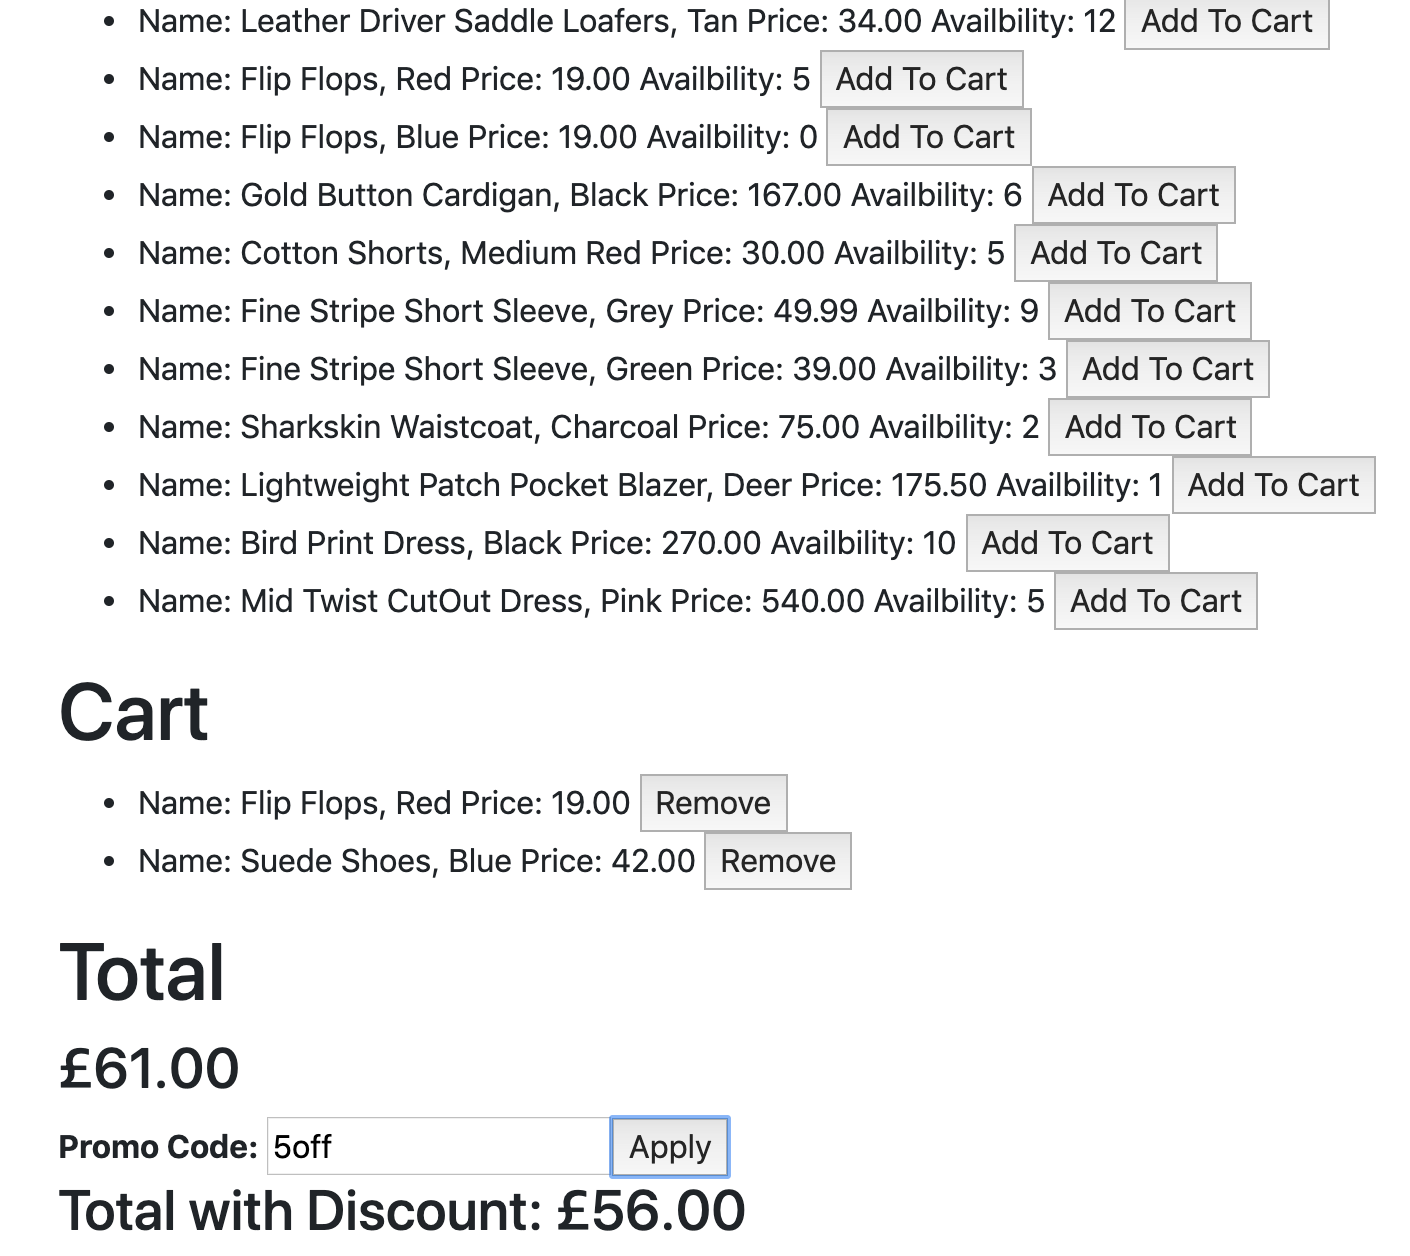 Name: Leather Driver Saddle Loafers, Tan Price: 34.00 Availbility: 12 Add To Cart
Name: Flip Flops, Red Price: 19.00 Availbility: 5 Add To Cart
Name: Flip Flops, Blue Price: 19.00 Availbility: 0 Add To Cart
Name: Gold Button Cardigan, Black Price: 167.00 Availbility: 6 Add To Cart
Name: Cotton Shorts, Medium Red Price: 30.00 Availbility: 5 Add To Cart
Name: Fine Stripe Short Sleeve, Grey Price: 49.99 Availbility: 9 Add To Cart
Name: Fine Stripe Short Sleeve, Green Price: 39.00 Availbility: 3 Add To Cart
Name: Sharkskin Waistcoat, Charcoal Price: 75.00 Availbility: 2 Add To Cart
Name: Lightweight Patch Pocket Blazer, Deer Price: 175.50 Availbility: 1 Add To Cart
Name: Bird Print Dress, Black Price: 270.00 Availbility: 10 Add To Cart
Name: Mid Twist CutOut Dress, Pink Price: 540.00 Availbility: 5 Add To Cart
Cart
Name: Flip Flops, Red Price: 19.00 Remove
Name: Suede Shoes, Blue Price: 42.00 Remove
Total
£61.00
Promo Code: 5off Apply
Total with Discount: £56.00